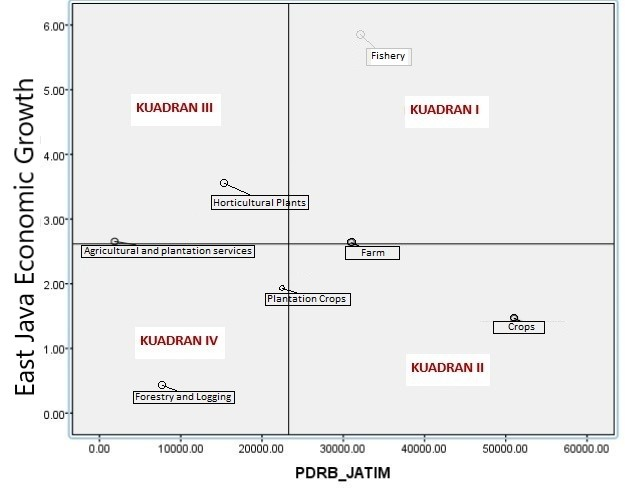 East Java Economic Growth
6.00
5.00
4.00
3.00
2.00
1.00
0.00
Fishery
KUADRAN III
KUADRAN I
Horticultural Plants
Agricultural and plantation services
Farm
Plantation Crops
Crops
KUADRAN IV
KUADRAN II
Forestry and Logging
0.00
10000.00
20000.00
30000.00
40000.00
50000.00
60000.00
PDRB_JATIM